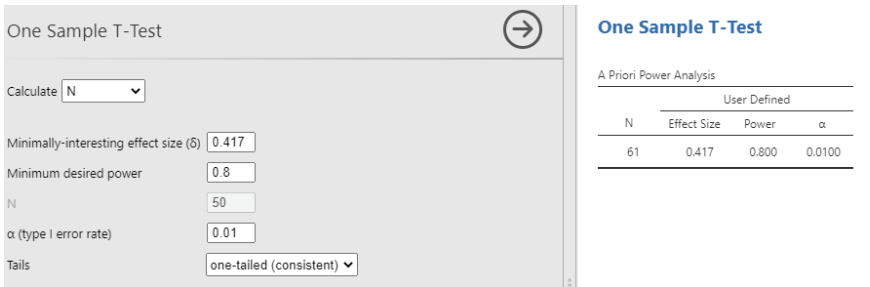 One Sample T-Test
Calculate N
Minimally-interesting effect size (δ) 0.417
Minimum desired power 0.8
N 50
α (type I error rate) 0.01
Tails one-tailed (consistent)
One Sample T-Test
A Priori Power Analysis
User Defined
N Effect Size Power α
61 0.417 0.800 0.0100